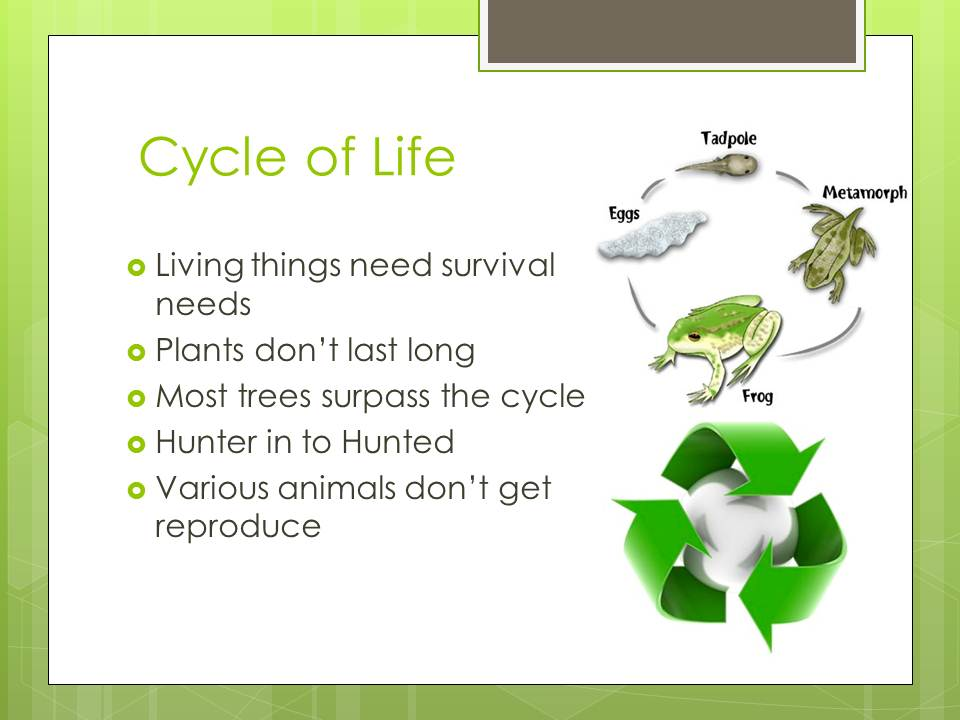 Cycle of Life
Living things need survival
needs
Plants don’t last long
Most trees surpass the cycle
Hunter in to Hunted
Various animals don’t get
reproduce
Tadpole
Metamorph
Eggs
Frog